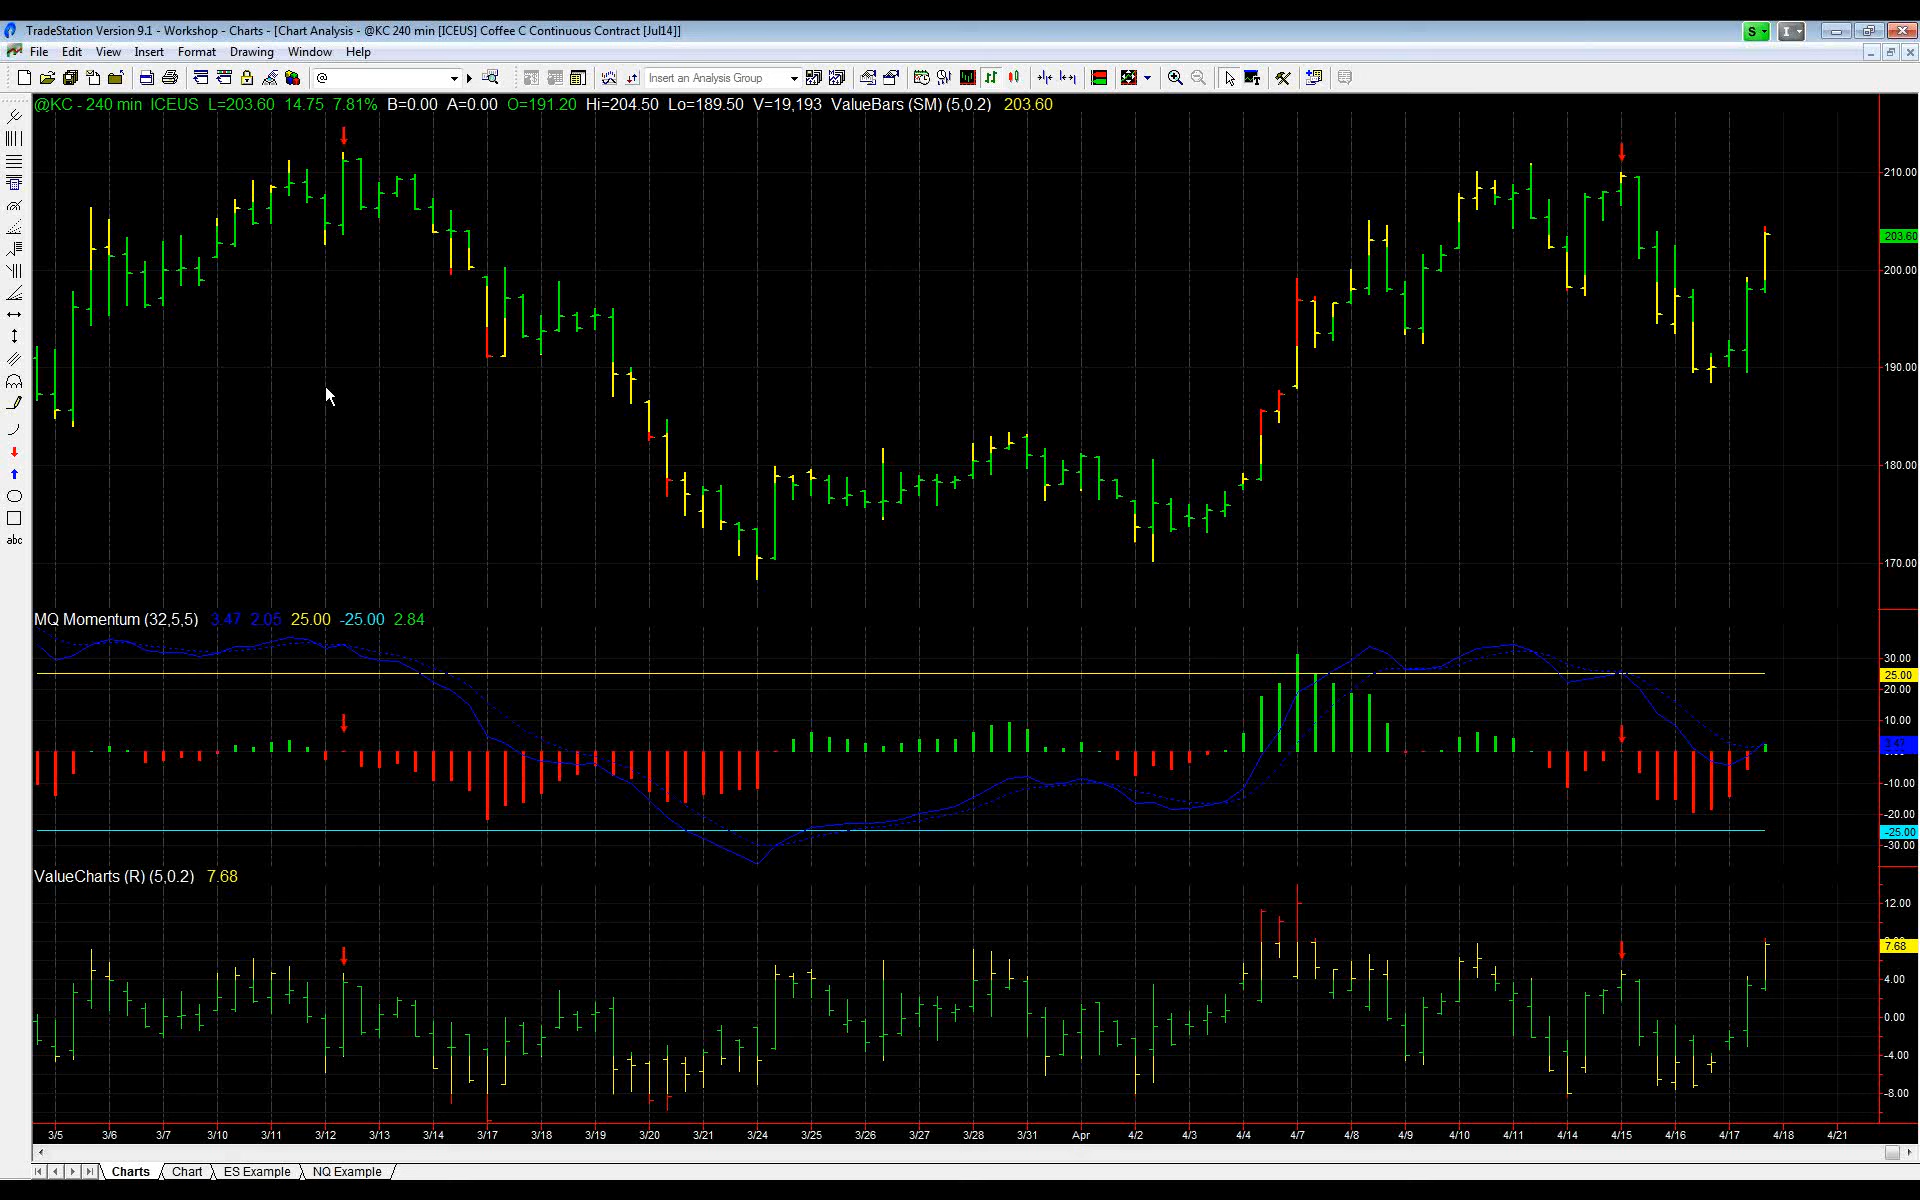 TradeStation Version 9.1 - Workshop - Charts - [Chart Analysis - @KC 240 min [ICEUS] Coffee C Continuous Contract [Jul14]]
S I
File Edit View Insert Format Drawing Window Help
@ Insert an Analysis Group
@KC - 240 min ICEUS L=203.60 14.75 7.81% B=0.00 A=0.00 O=191.20 Hi=204.50 Lo=189.50 V=19,193 ValueBars (SM) (5,0.2) 203.60
210.00
203.60
200.00
190.00
180.00
170.00
abc
MQ Momentum (32,5,5) 3.47 2.05 25.00 -25.00 2.84
30.00
25.00
20.00
10.00
3.47
-10.00
-20.00
-25.00
-30.00
ValueCharts (R) (5,0.2) 7.68
12.00
7.68
4.00
0.00
-4.00
-8.00
3/5 3/6 3/7 3/10 3/11 3/12 3/13 3/14 3/17 3/18 3/19 3/20 3/21 3/24 3/25 3/26 3/27 3/28 3/31 Apr 4/2 4/3 4/4 4/7 4/8 4/9 4/10 4/11 4/14 4/15 4/16 4/17 4/18 4/21
Charts Chart ES Example NQ Example